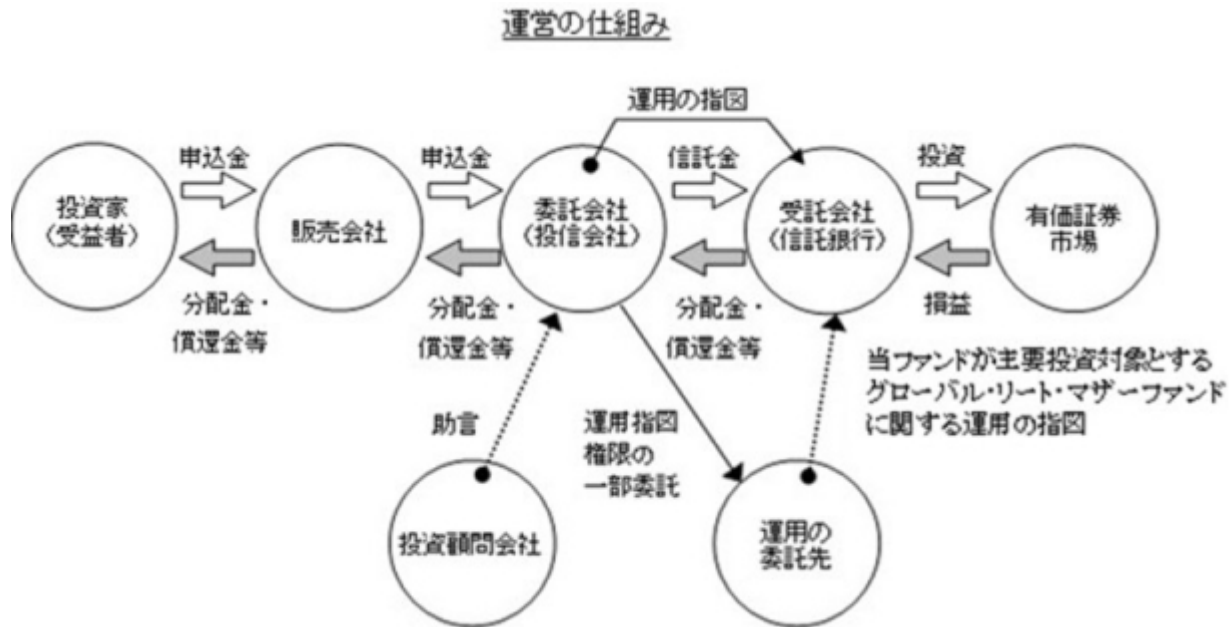 運営の仕組み
運用の指図
申込金
申込金
信託金
投資
投資家
〈受益者〉
販売会社
委託会社
〈投信会社〉
受託会社
〈信託銀行〉
有価証券
市場
分配金・
償還金等
分配金・
償還金等
分配金・
償還金等
損益
当ファンドが主要投資対象とする
グローバル・リート・マザーファンド
に関する運用の指図
助言
運用指図
権限の
一部委託
投資顧問会社
運用の
委託先